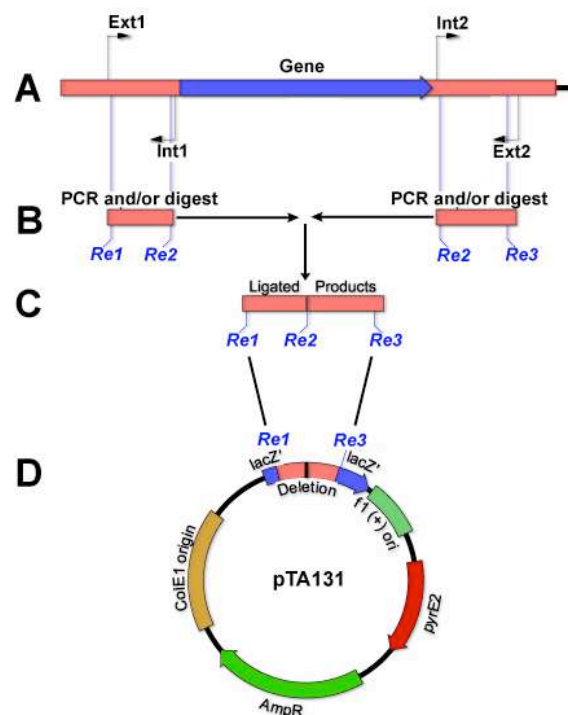 Ext1
Int2
Gene
A
Int1
Ext2
PCR and/or digest
PCR and/or digest
B
Re1
Re2
Re2
Re3
Ligated
Products
C
Re1
Re2
Re3
Re1
Re3
D
lacZ'
lacZ'
Deletion
f1 (+) ori
ColE1 origin
pTA131
pyrE2
AmpR